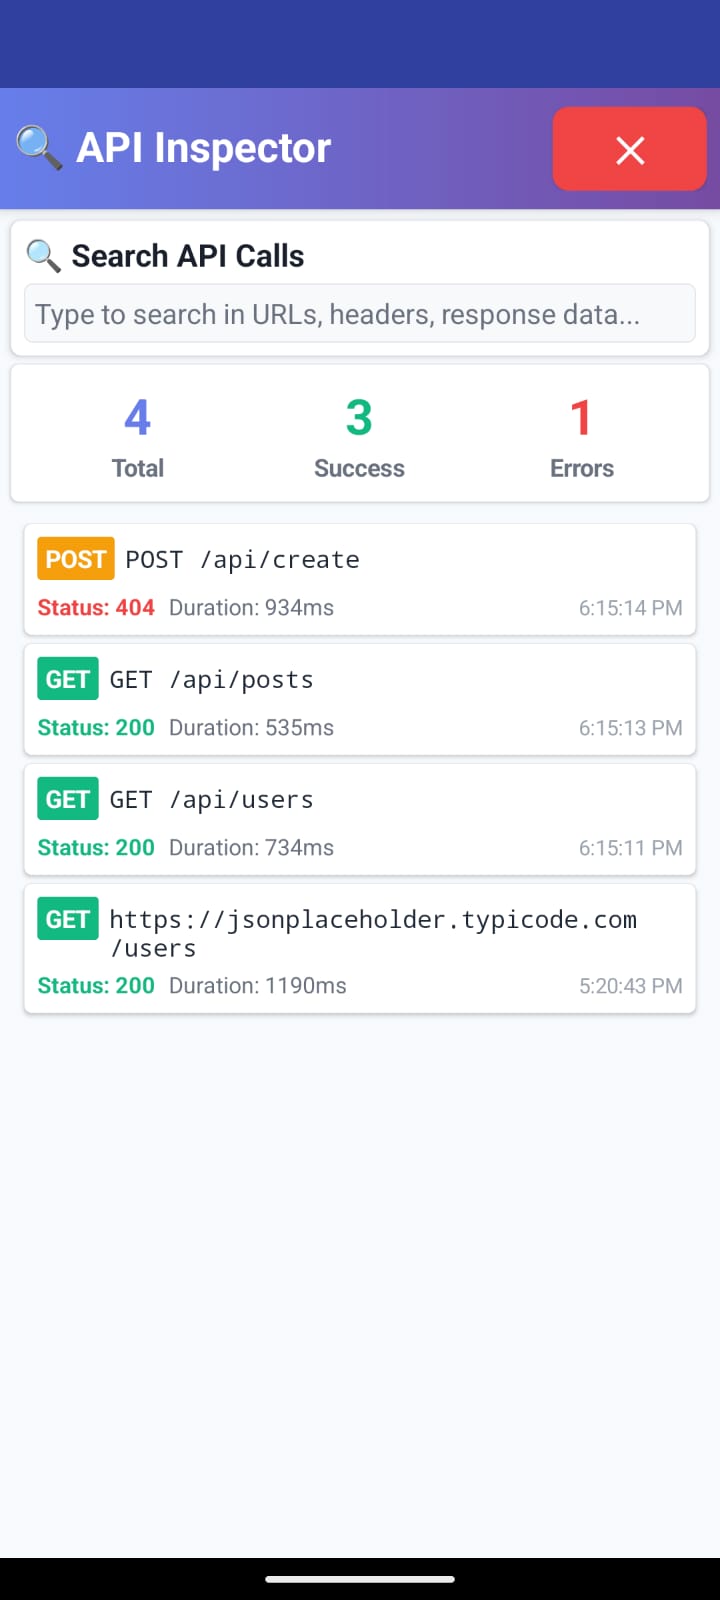 🔍 API Inspector
🔍 Search API Calls
Type to search in URLs, headers, response data...
4 3 1
Total Success Errors
POST POST /api/create
Status: 404 Duration: 934ms 6:15:14 PM
GET GET /api/posts
Status: 200 Duration: 535ms 6:15:13 PM
GET GET /api/users
Status: 200 Duration: 734ms 6:15:11 PM
GET https://jsonplaceholder.typicode.com
/users
Status: 200 Duration: 1190ms 5:20:43 PM